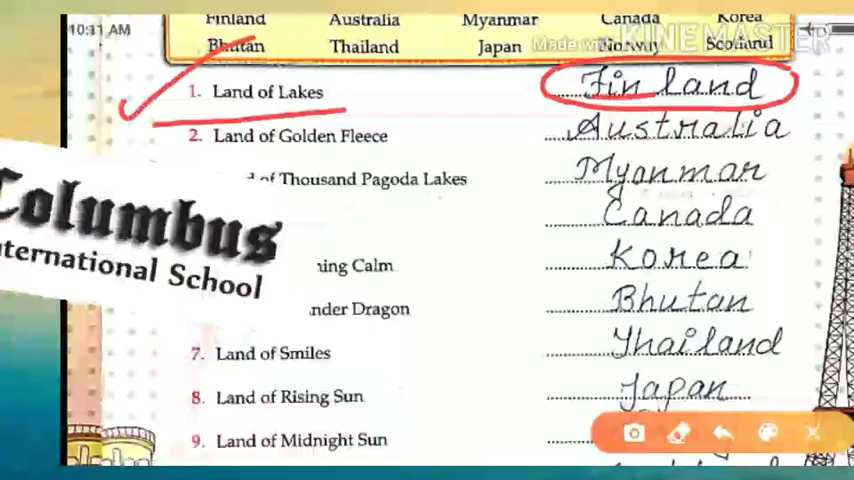 Finland Australia Myanmar Canada Korea
10:31 AM
Bhutan Thailand Japan Norway Scotland
Made with KINEMASTER
1. Land of Lakes Finland
2. Land of Golden Fleece Australia
of Thousand Pagoda Lakes Myanmar
Canada
Columbus
International School
ning Calm Korea
nder Dragon Bhutan
7. Land of Smiles Thailand
8. Land of Rising Sun Japan
9. Land of Midnight Sun